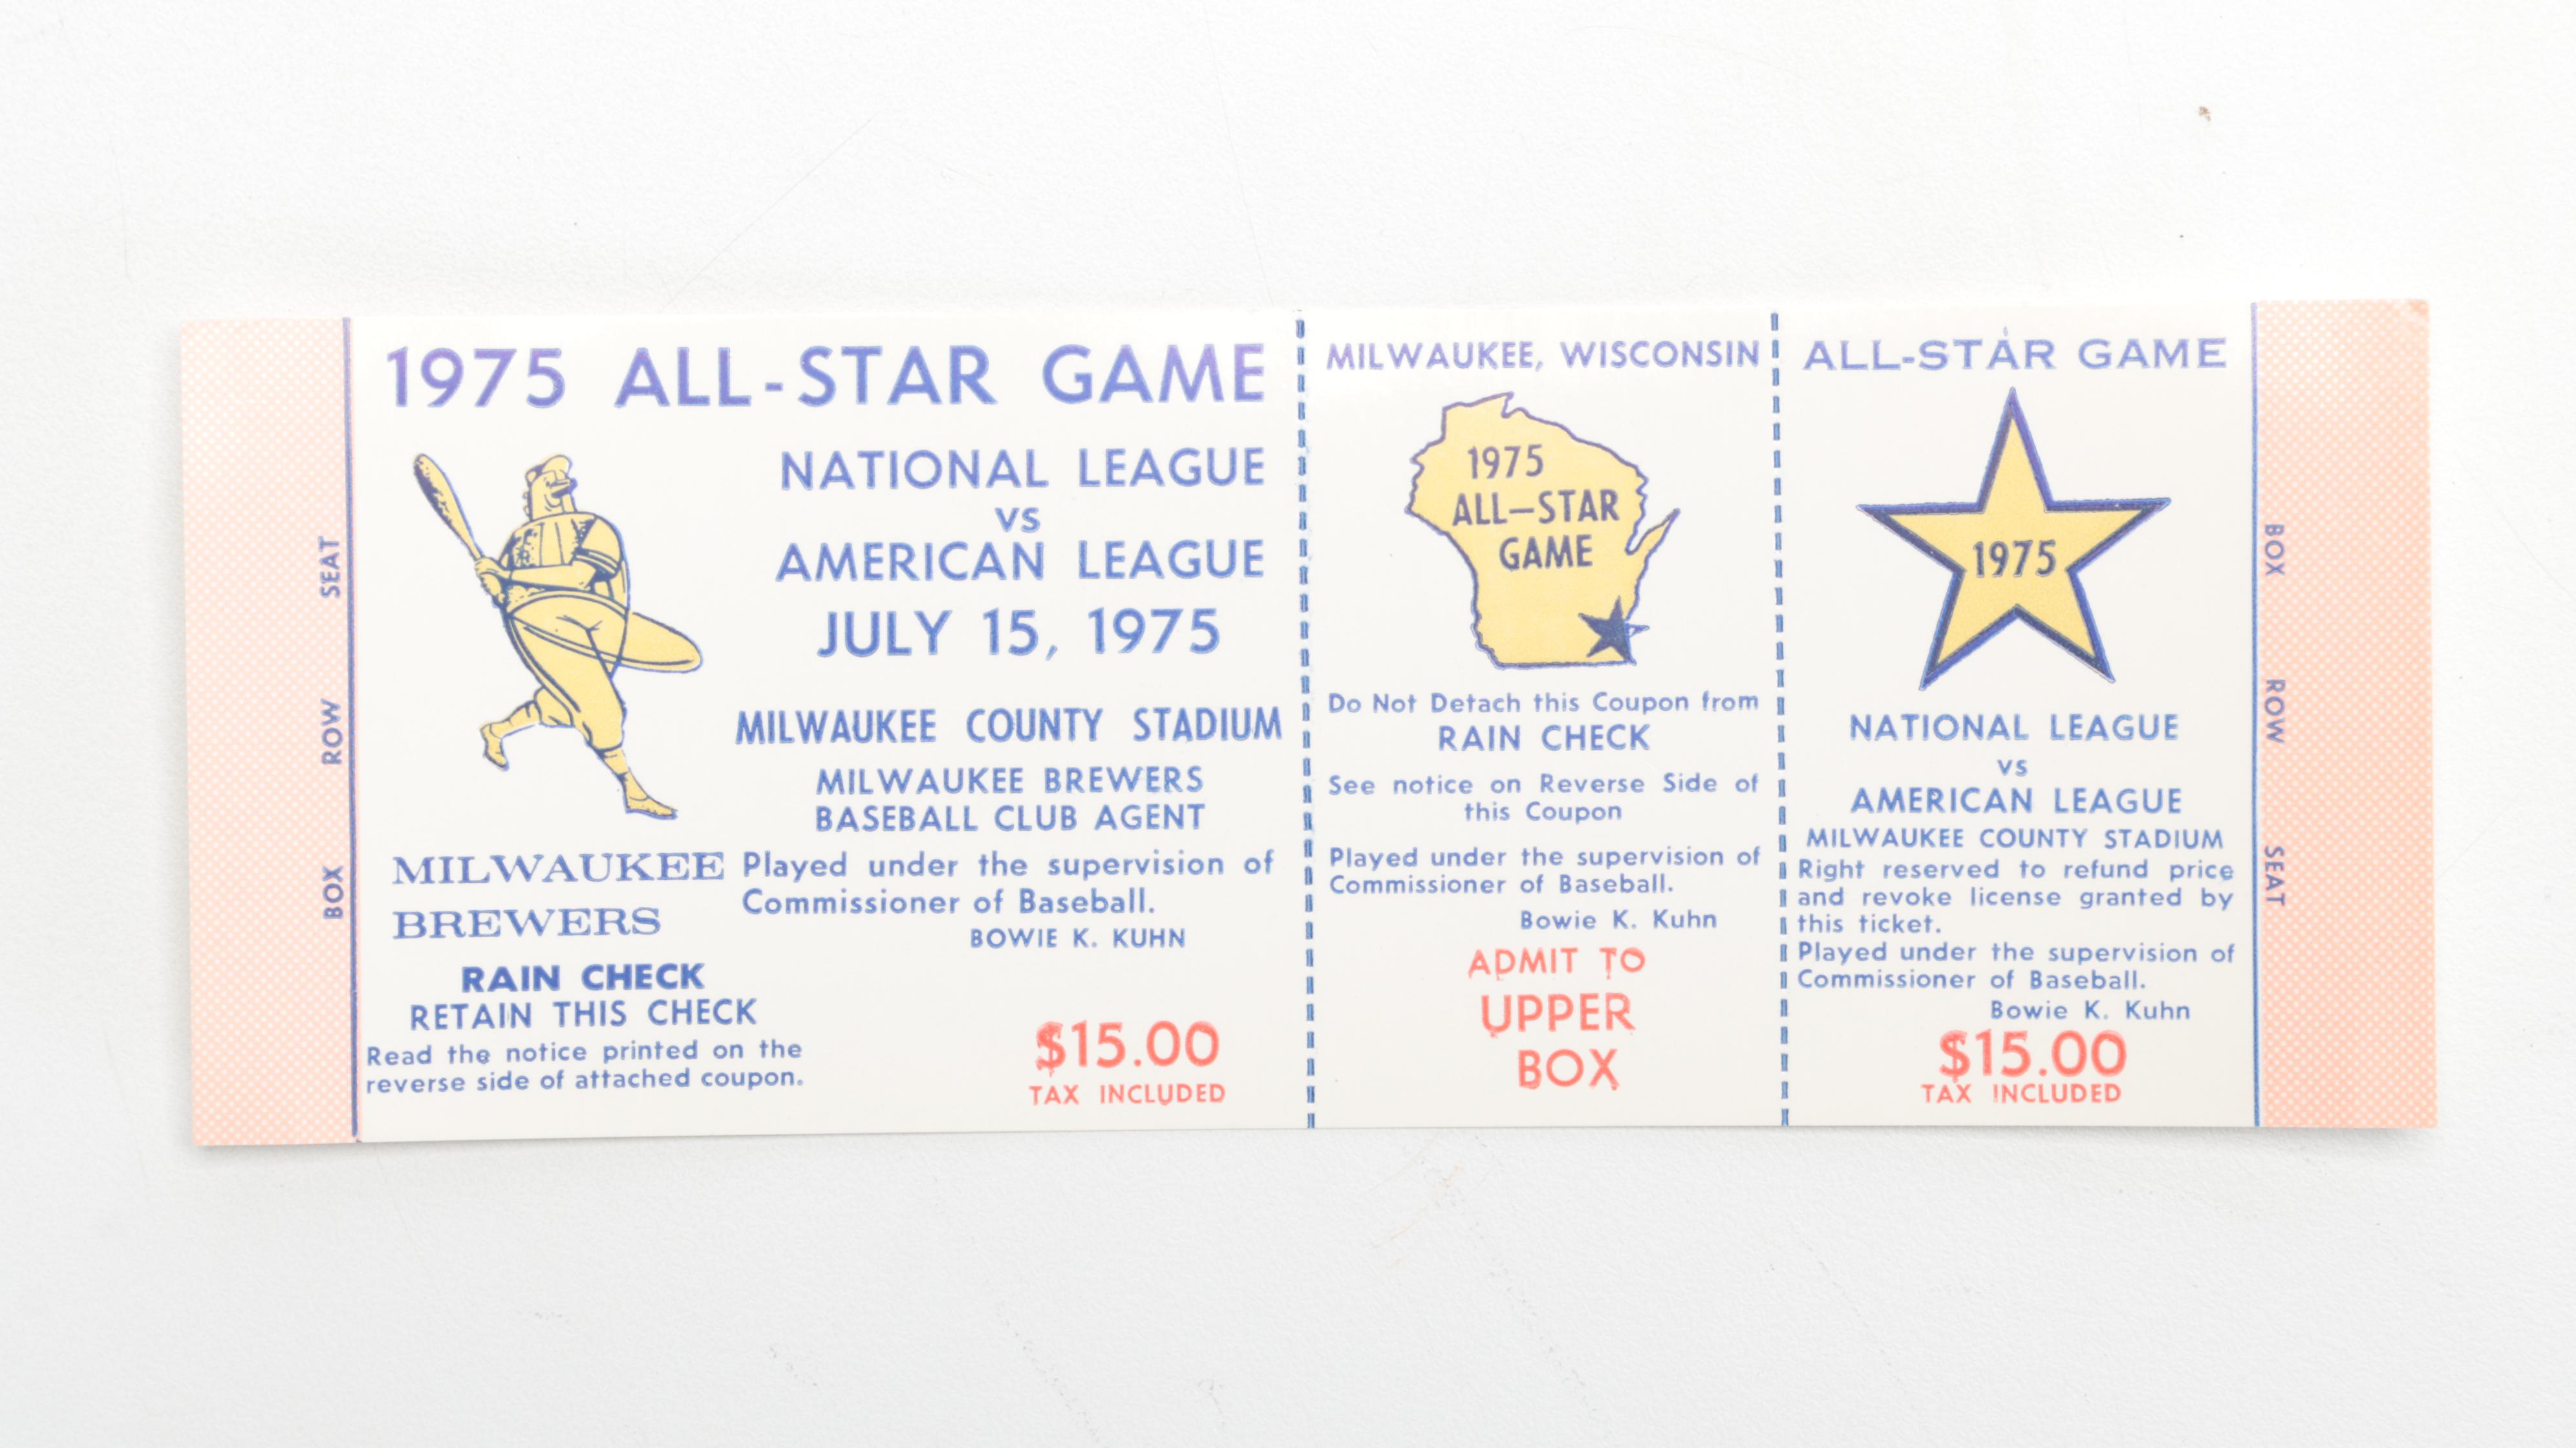 SEAT
ROW
BOX
1975 ALL-STAR GAME
NATIONAL LEAGUE
VS
AMERICAN LEAGUE
JULY 15, 1975
MILWAUKEE COUNTY STADIUM
MILWAUKEE BREWERS
BASEBALL CLUB AGENT
MILWAUKEE
BREWERS
Played under the supervision of
Commissioner of Baseball.
BOWIE K. KUHN
RAIN CHECK
RETAIN THIS CHECK
Read the notice printed on the
reverse side of attached coupon.
$15.00
TAX INCLUDED
MILWAUKEE, WISCONSIN
1975
ALL-STAR
GAME
Do Not Detach this Coupon from
RAIN CHECK
See notice on Reverse Side of
this Coupon
Played under the supervision of
Commissioner of Baseball.
Bowie K. Kuhn
ADMIT TO
UPPER
BOX
ALL-STAR GAME
1975
NATIONAL LEAGUE
VS
AMERICAN LEAGUE
MILWAUKEE COUNTY STADIUM
Right reserved to refund price
and revoke license granted by
this ticket.
Played under the supervision of
Commissioner of Baseball.
Bowie K. Kuhn
$15.00
TAX INCLUDED
BOX
ROW
SEAT